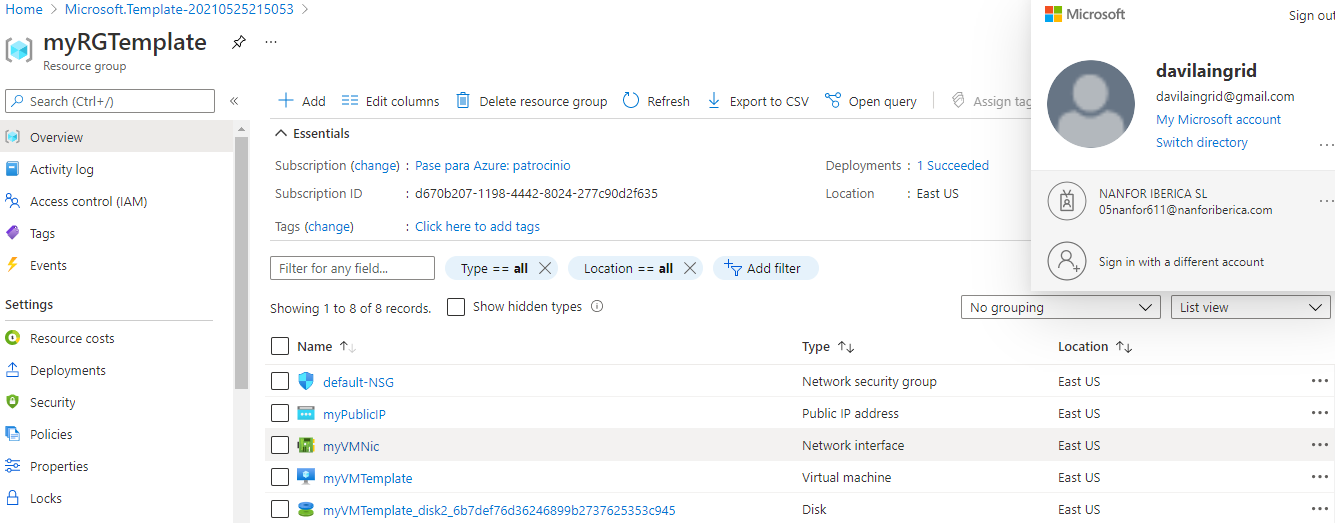 Home > Microsoft.Template-20210525215053 >
myRGTemplate ...
Resource group
Search (Ctrl+/)
«
Overview
Activity log
Access control (IAM)
Tags
Events
Settings
Resource costs
Deployments
Security
Policies
Properties
Locks
Add Edit columns Delete resource group Refresh Export to CSV Open query Assign tag
Essentials
Subscription (change) : Pase para Azure: patrocinio
Subscription ID : d670b207-1198-4442-8024-277c90d2f635
Tags (change) : Click here to add tags
Deployments : 1 Succeeded
Location : East US
Filter for any field... Type == all Location == all Add filter
Showing 1 to 8 of 8 records. Show hidden types
No grouping List view
Name Type Location
default-NSG Network security group East US ...
myPublicIP Public IP address East US ...
myVMNic Network interface East US ...
myVMTemplate Virtual machine East US ...
myVMTemplate_disk2_6b7def76d36246899b2737625353c945 Disk East US ...
Microsoft Sign out
davilaingrid
davilaingrid@gmail.com
My Microsoft account
Switch directory ...
NANFOR IBERICA SL
05nanfor611@nanforiberica.com ...
Sign in with a different account